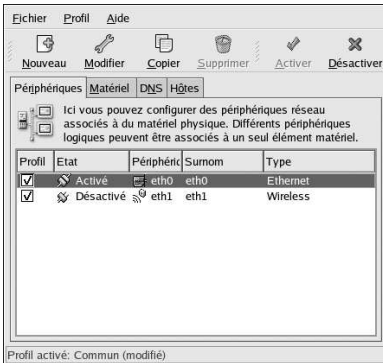 Fichier Profil Aide
Nouveau Modifier Copier Supprimer Activer Désactiver
Périphériques Matériel DNS Hôtes
Ici vous pouvez configurer des périphériques réseau
associés à du matériel physique. Différents périphériques
logiques peuvent être associés à un seul élément matériel.
Profil Etat Périphéric Surnom Type
Activé eth0 eth0 Ethernet
Désactivé eth1 eth1 Wireless
Profil activé: Commun (modifié)